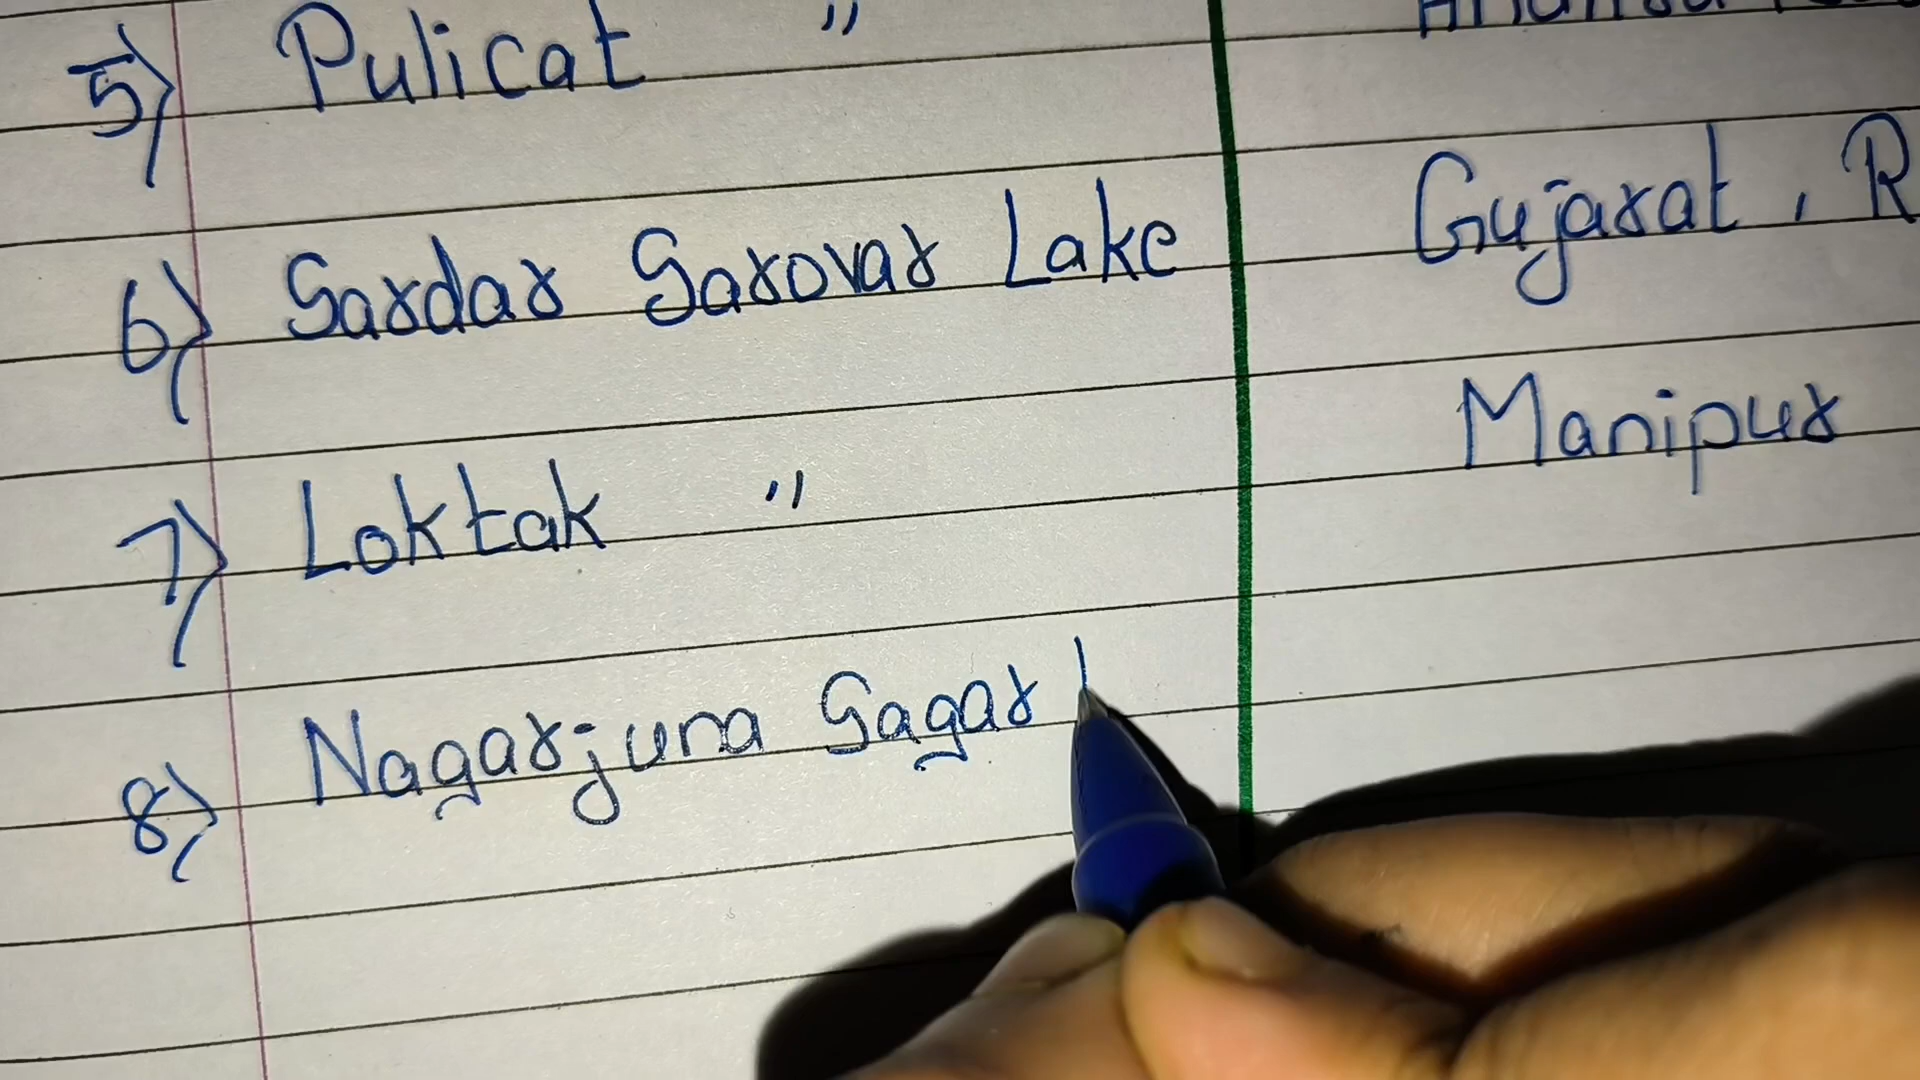 5) Pulicat "
6) Sardar Sarovar Lake Gujarat, R
7) Loktak " Manipur
8) Nagarjuna Sagar